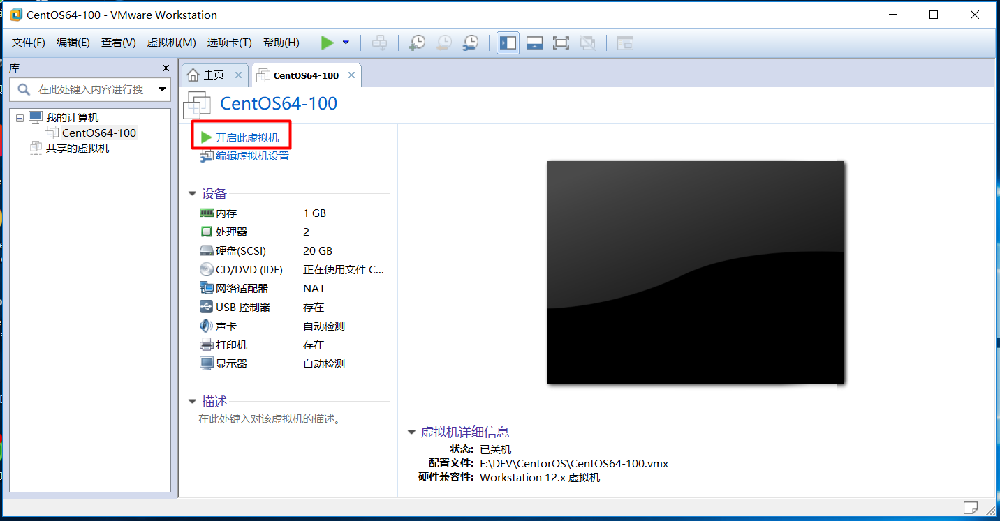 CentOS64-100 - VMware Workstation
文件(F) 编辑(E) 查看(V) 虚拟机(M) 选项卡(T) 帮助(H)
库
在此处键入内容进行搜
我的计算机
CentOS64-100
共享的虚拟机
主页 CentOS64-100
CentOS64-100
开启此虚拟机
编辑虚拟机设置
设备
内存 1 GB
处理器 2
硬盘(SCSI) 20 GB
CD/DVD (IDE) 正在使用文件 C...
网络适配器 NAT
USB 控制器 存在
声卡 自动检测
打印机 存在
显示器 自动检测
描述
在此处键入对该虚拟机的描述。
虚拟机详细信息
状态: 已关机
配置文件: F:\DEV\CentorOS\CentOS64-100.vmx
硬件兼容性: Workstation 12.x 虚拟机